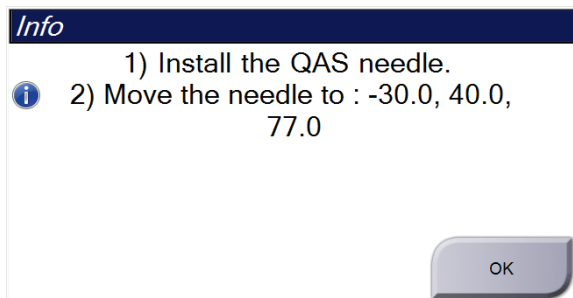 Info
1) Install the QAS needle.
2) Move the needle to : -30.0, 40.0,
77.0
OK